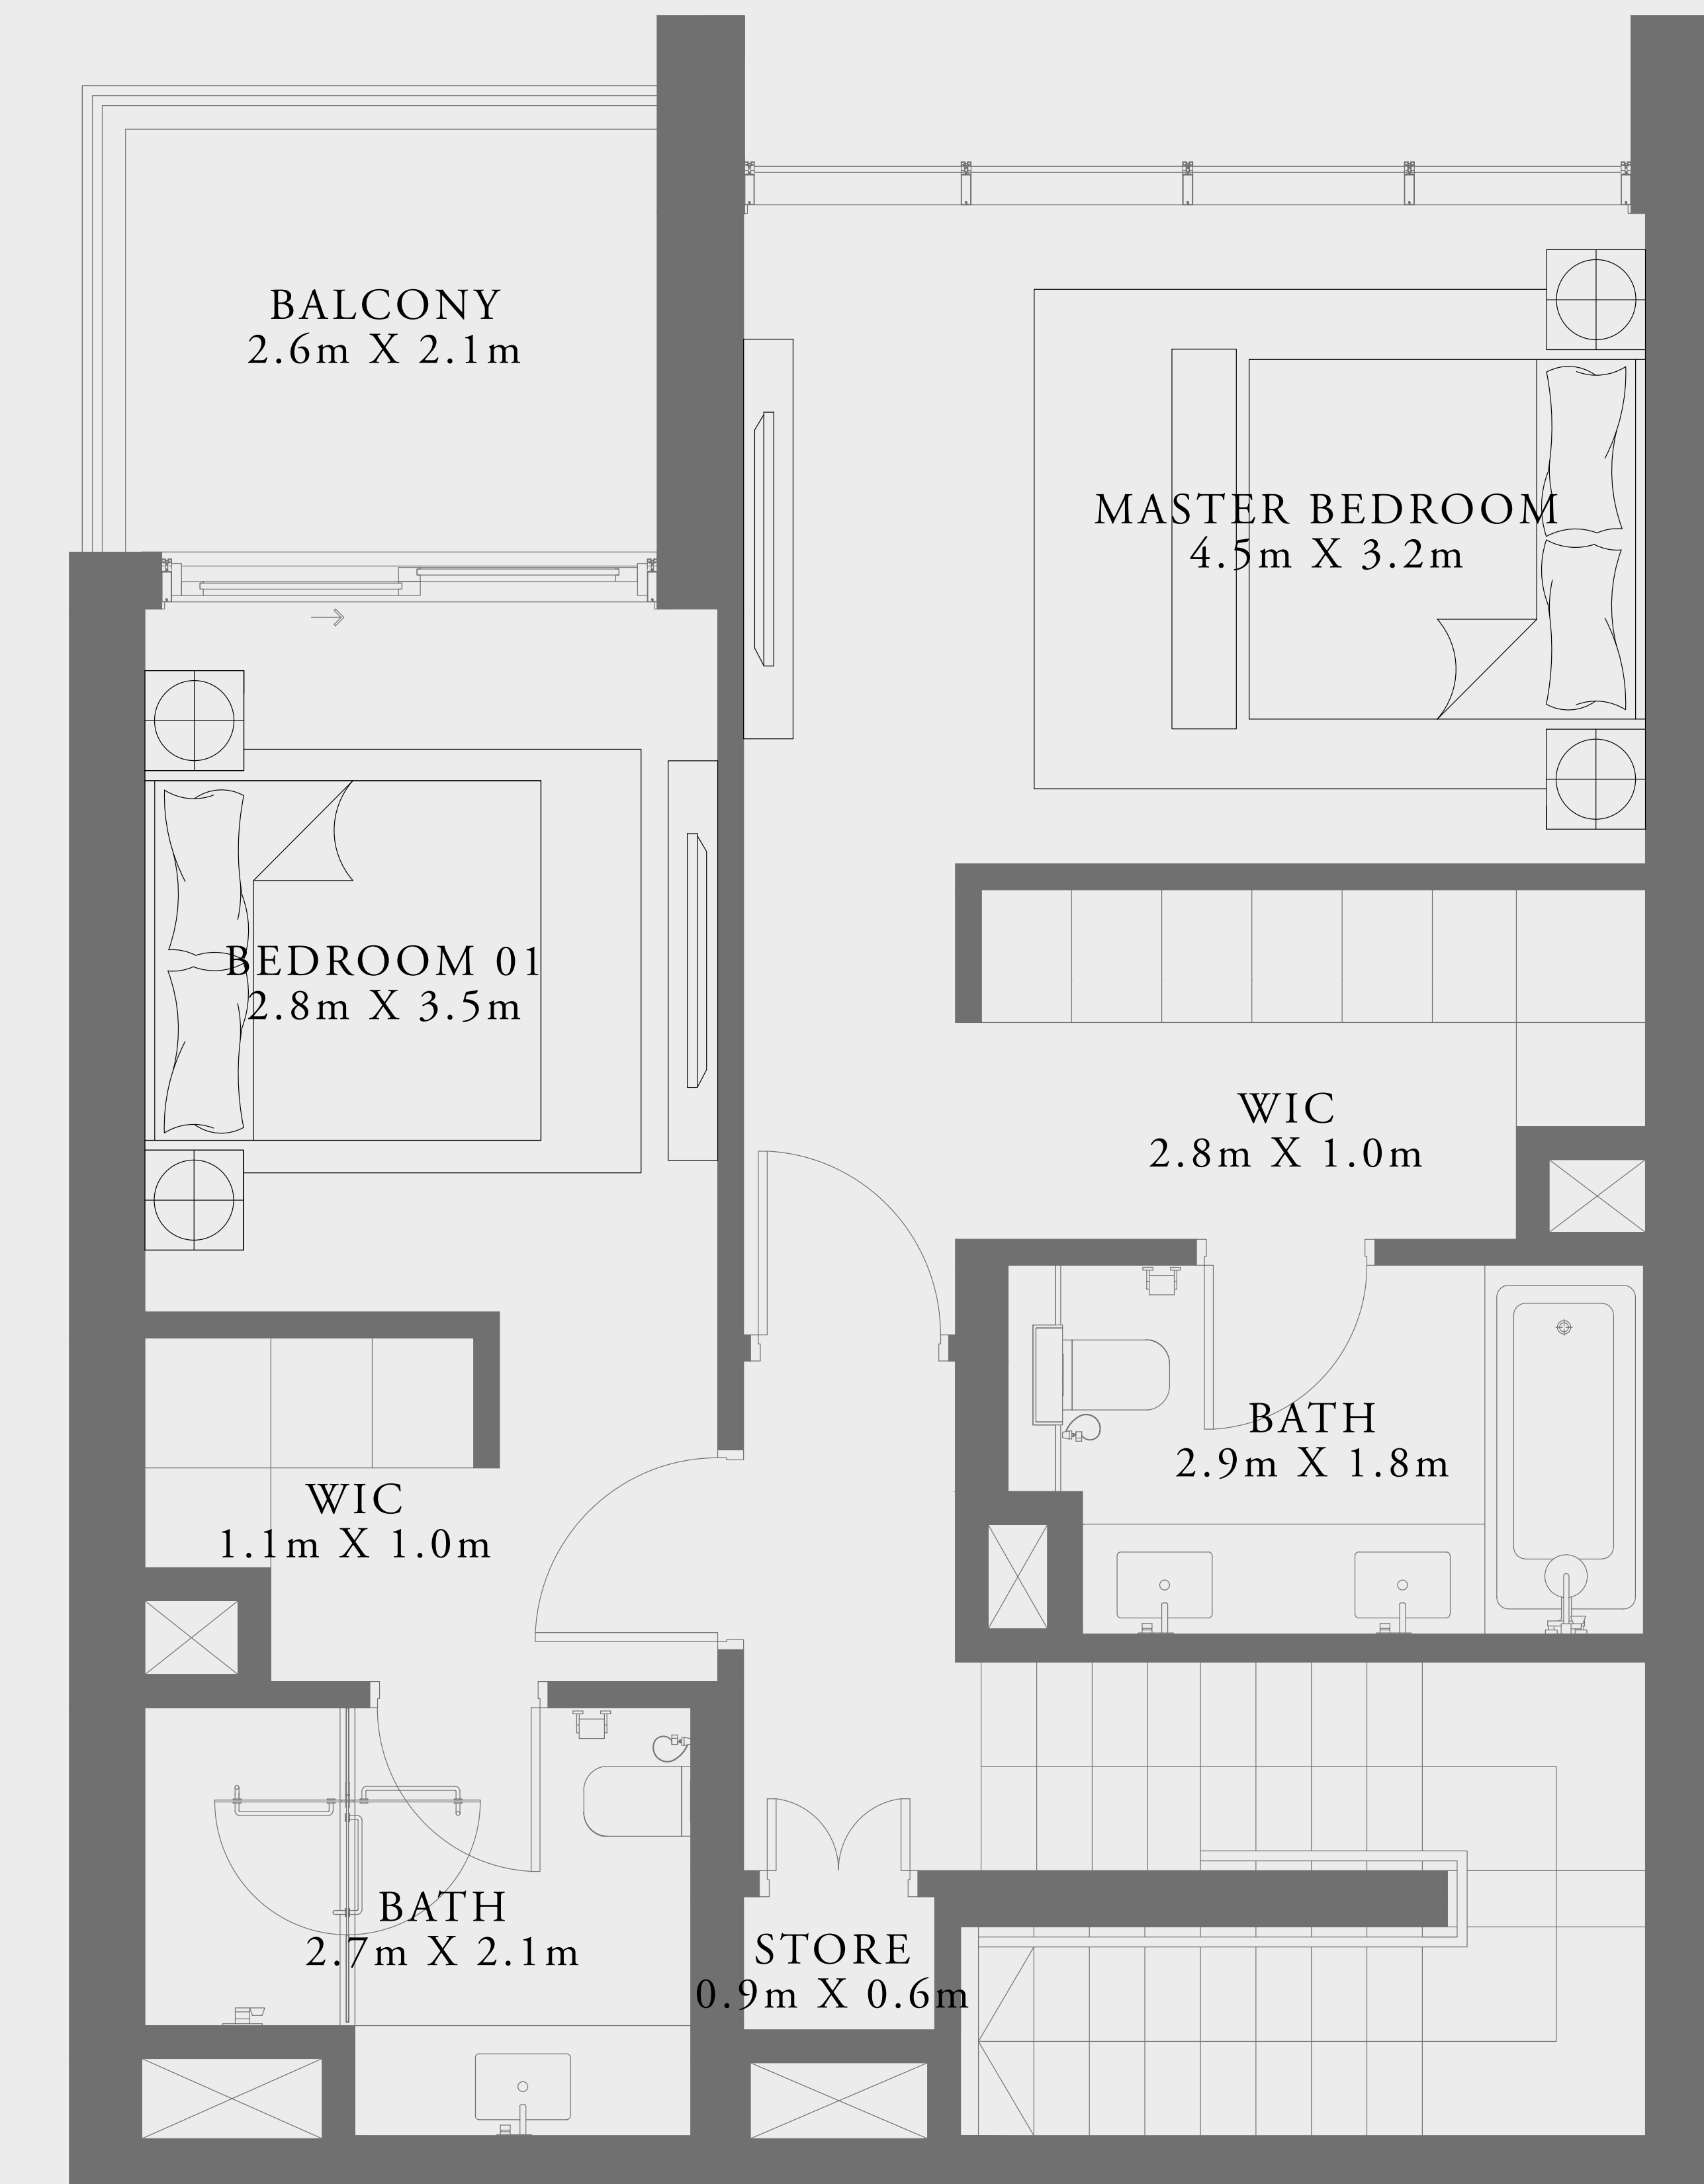 BALCONY
2.6m X 2.1m
MASTER BEDROOM
4.5m X 3.2m
BEDROOM 01
2.8m X 3.5m
WIC
2.8m X 1.0m
BATH
2.9m X 1.8m
WIC
1.1m X 1.0m
BATH
2.7m X 2.1m
STORE
0.9m X 0.6m